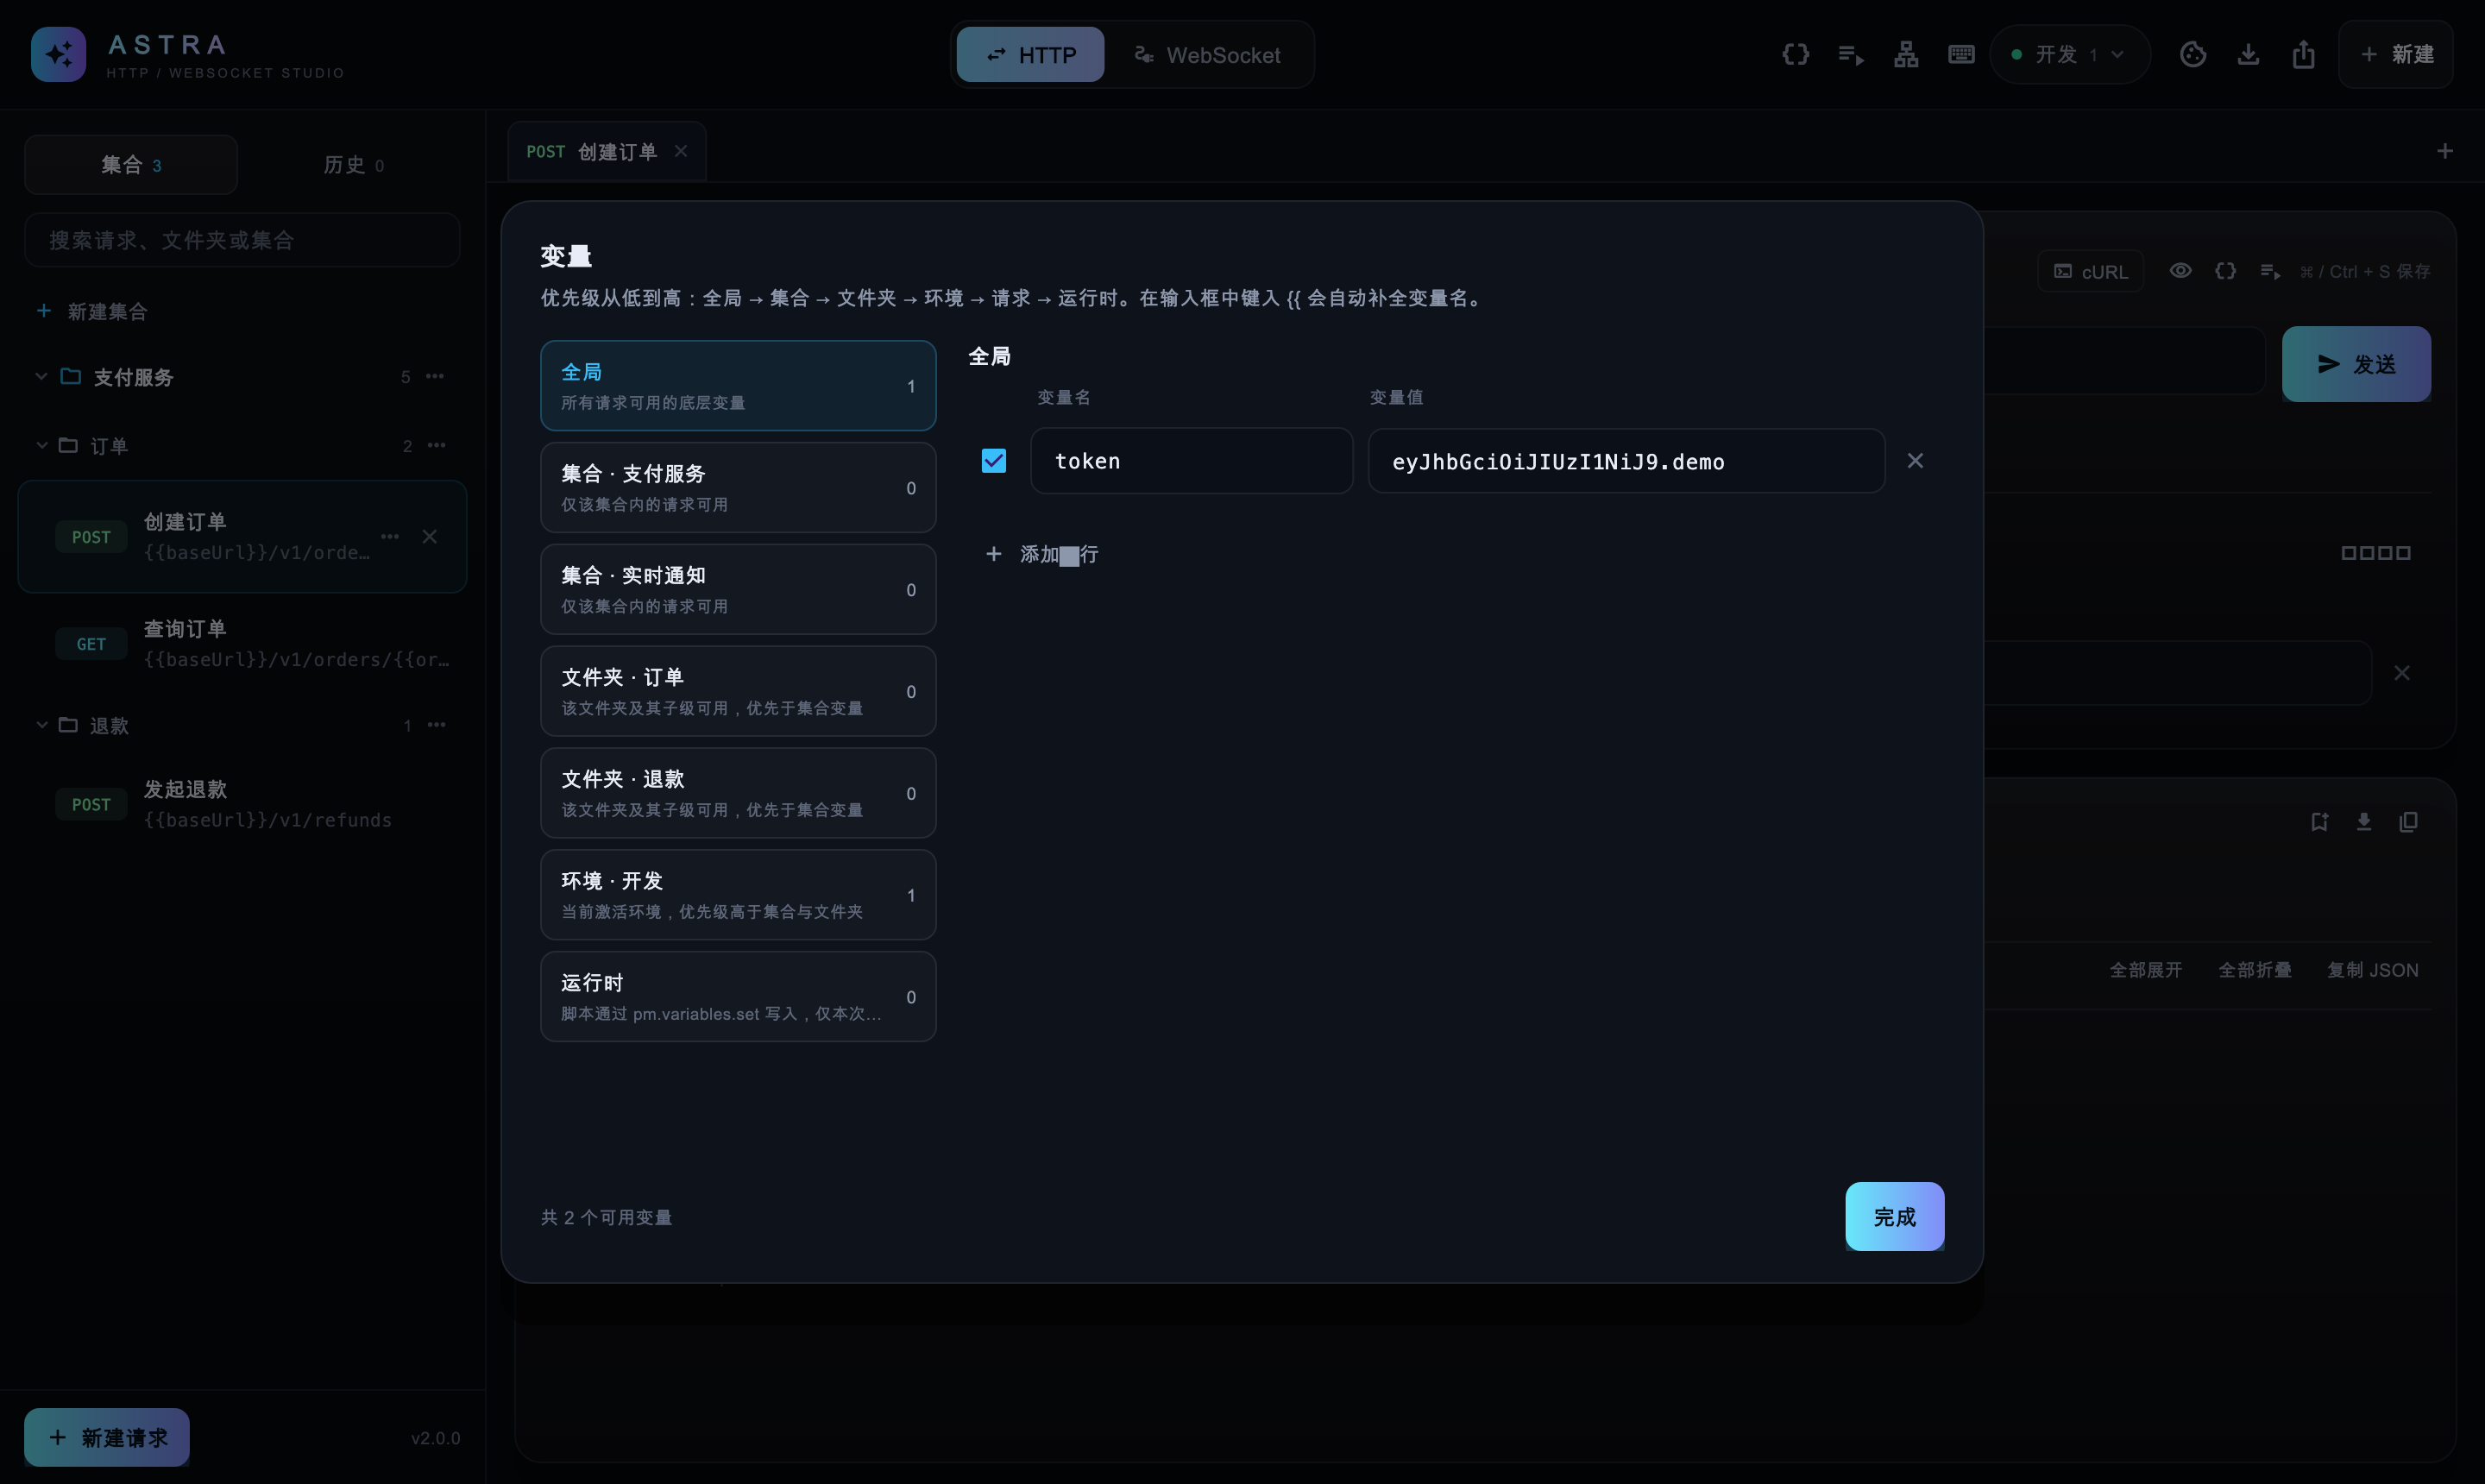 ASTRA
HTTP / WEBSOCKET STUDIO
HTTP
WebSocket
开发 1
新建
集合 3
历史 0
搜索请求、文件夹或集合
新建集合
支付服务 5
订单 2
POST 创建订单
{{baseUrl}}/v1/orde…
GET 查询订单
{{baseUrl}}/v1/orders/{{or…
退款 1
POST 发起退款
{{baseUrl}}/v1/refunds
新建请求
v2.0.0
POST 创建订单
cURL
⌘ / Ctrl + S 保存
发送
全部展开
全部折叠
复制 JSON
变量
优先级从低到高：全局 → 集合 → 文件夹 → 环境 → 请求 → 运行时。在输入框中键入 {{ 会自动补全变量名。
全局 1
所有请求可用的底层变量
集合 · 支付服务 0
仅该集合内的请求可用
集合 · 实时通知 0
仅该集合内的请求可用
文件夹 · 订单 0
该文件夹及其子级可用，优先于集合变量
文件夹 · 退款 0
该文件夹及其子级可用，优先于集合变量
环境 · 开发 1
当前激活环境，优先级高于集合与文件夹
运行时 0
脚本通过 pm.variables.set 写入，仅本次…
全局
变量名
变量值
token
eyJhbGciOiJIUzI1NiJ9.demo
添加 行
共 2 个可用变量
完成